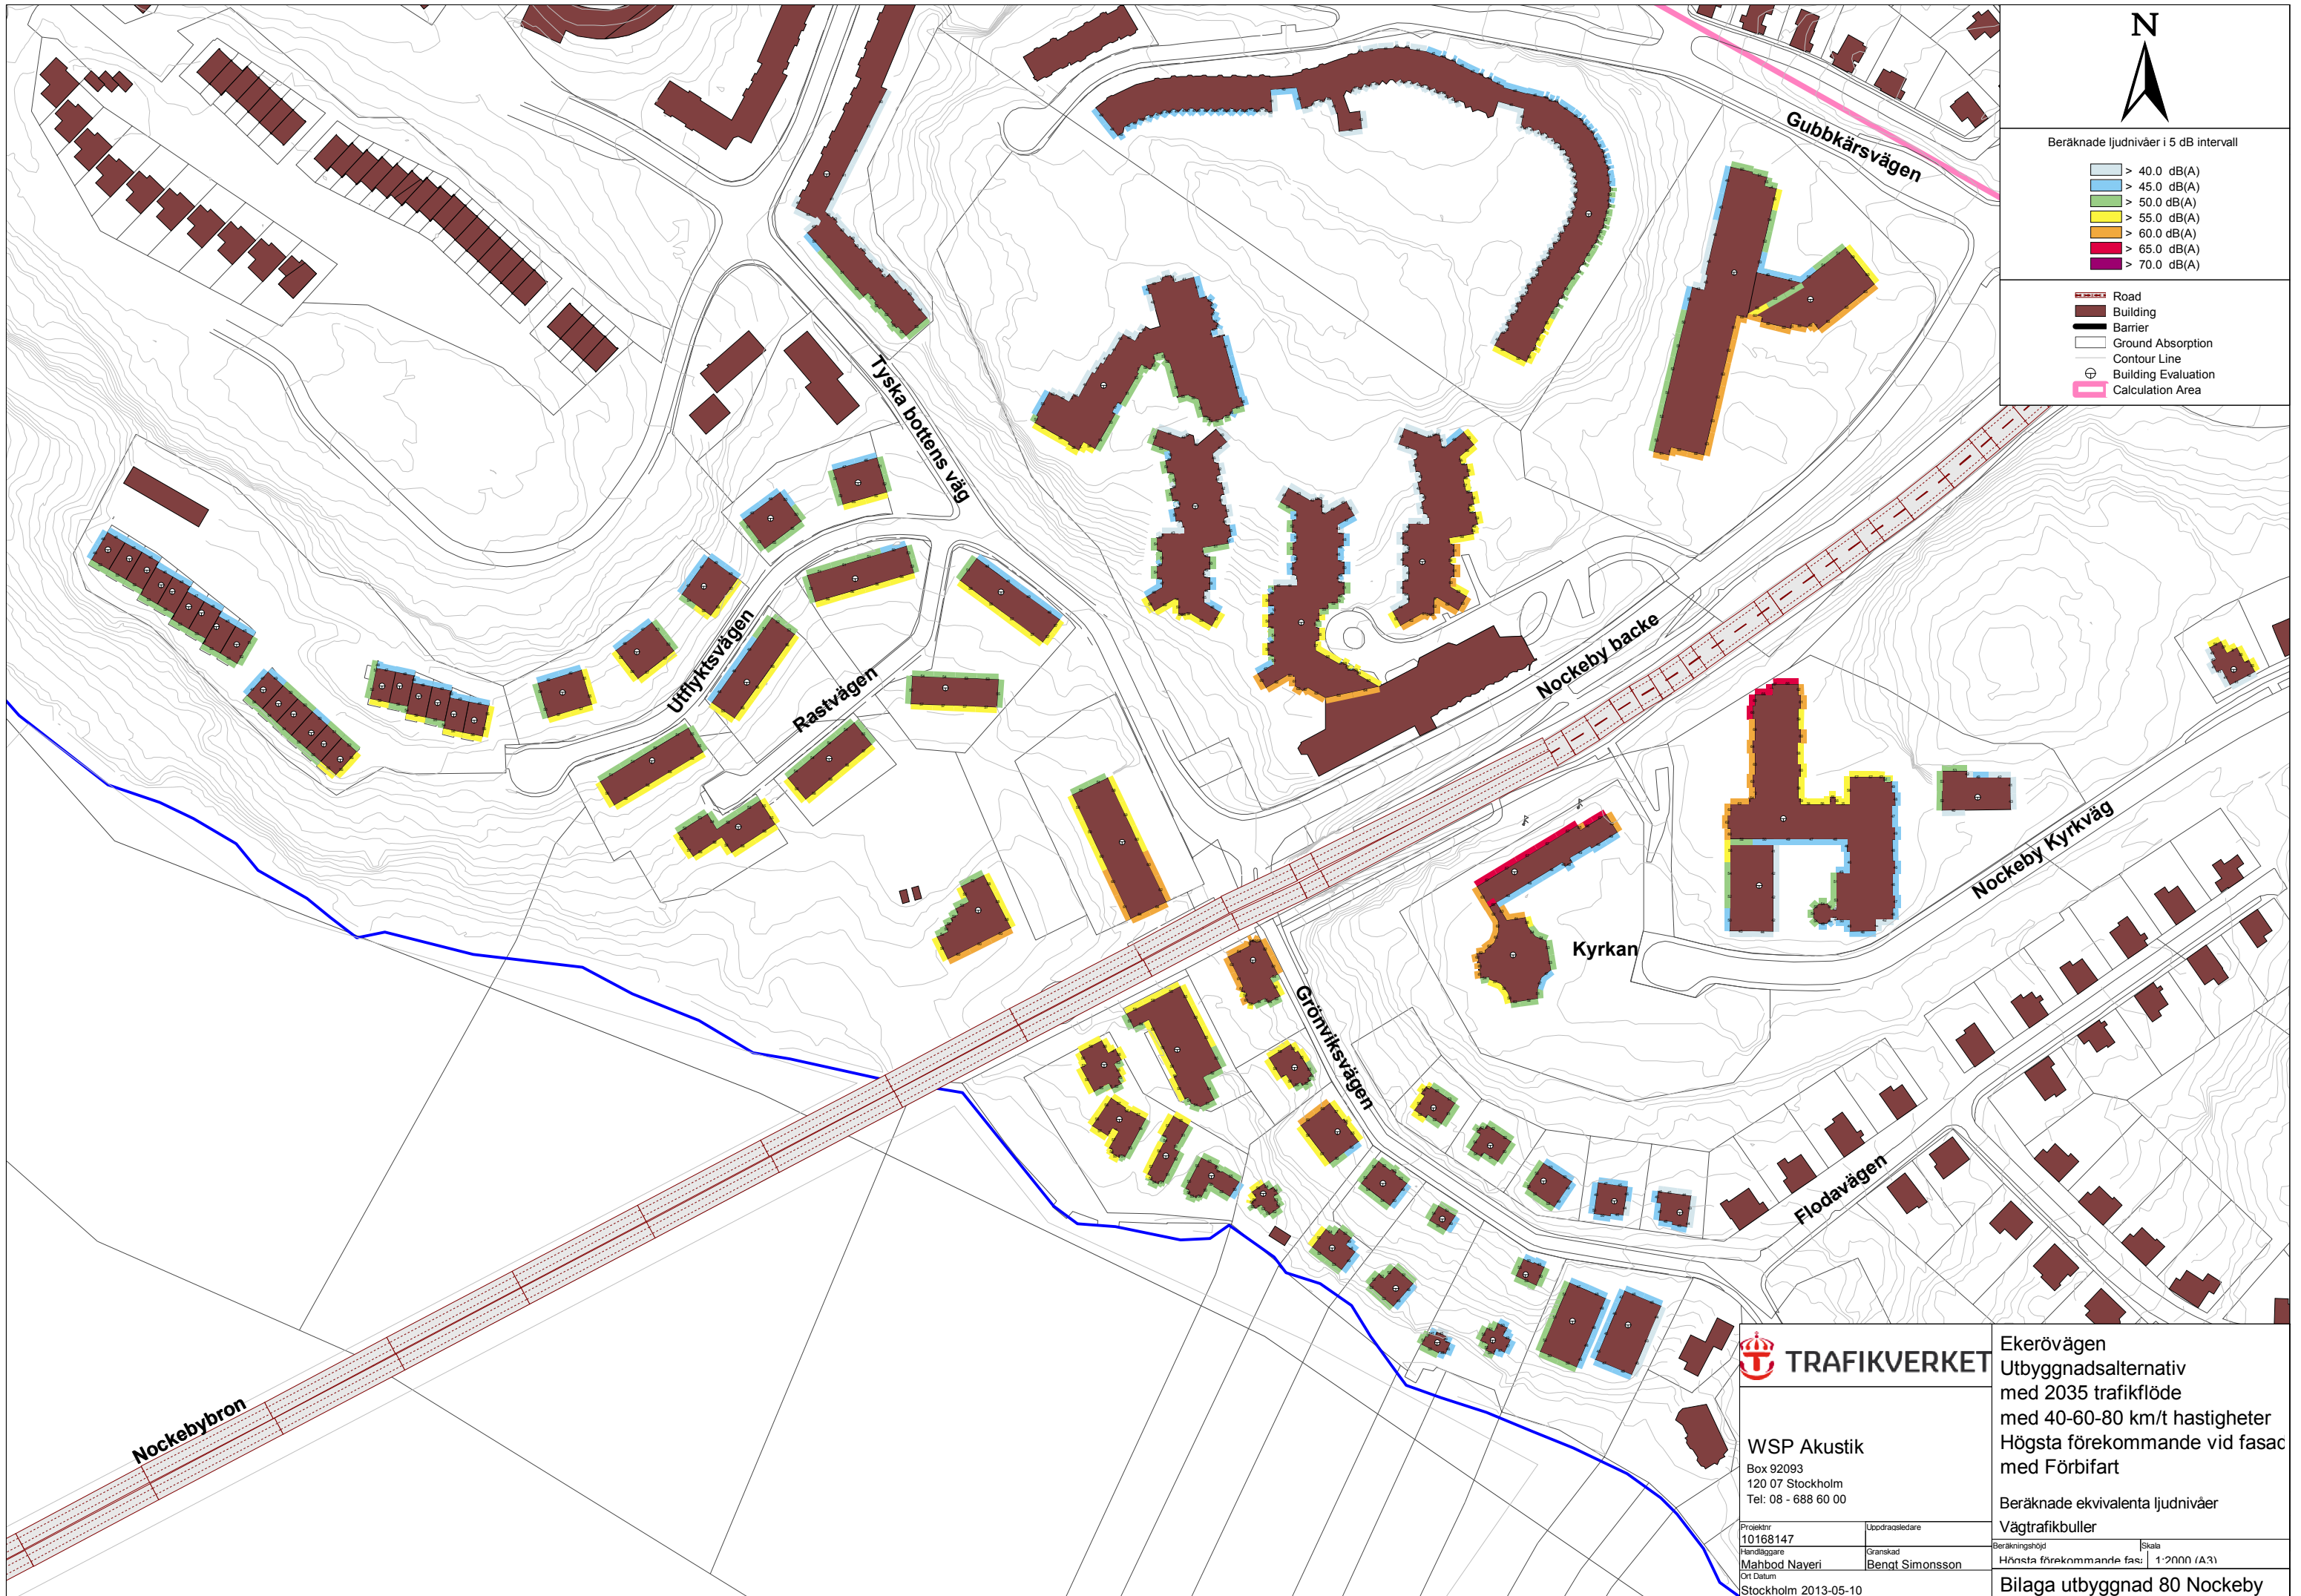 N
Beräknade ljudnivåer i 5 dB intervall
> 40.0 dB(A)
> 45.0 dB(A)
> 50.0 dB(A)
> 55.0 dB(A)
> 60.0 dB(A)
> 65.0 dB(A)
> 70.0 dB(A)
Road
Building
Barrier
Ground Absorption
Contour Line
Building Evaluation
Calculation Area
Gubbkärsvägen
Tyska bottens väg
Utflyktsvägen
Rastvägen
Nockeby backe
Nockeby Kyrkväg
Kyrkan
Grönviksvägen
Flodavägen
Nockebybron
TRAFIKVERKET
WSP Akustik
Box 92093
120 07 Stockholm
Tel: 08 - 688 60 00
Projektnr
10168147
Uppdragsledare
Handläggare
Mahbod Nayeri
Granskad
Bengt Simonsson
Ort Datum
Stockholm 2013-05-10
Ekerövägen
Utbyggnadsalternativ
med 2035 trafikflöde
med 40-60-80 km/t hastigheter
Högsta förekommande vid fasad
med Förbifart
Beräknade ekvivalenta ljudnivåer
Vägtrafikbuller
Beräkningshöjd
Högsta förekommande
Skala
1:2000 (A3)
Bilaga utbyggnad 80 Nockeby